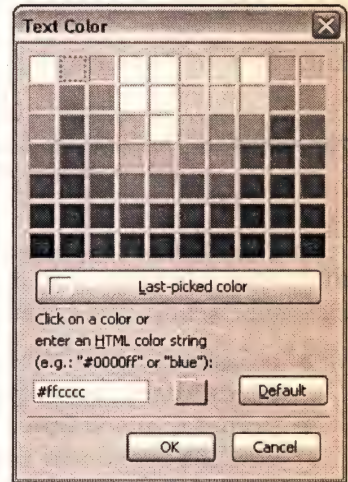 Text Color
Last-picked color
Click on a color or
enter an HTML color string
(e.g.: "#0000ff" or "blue"):
#ffcccc
Default
OK
Cancel